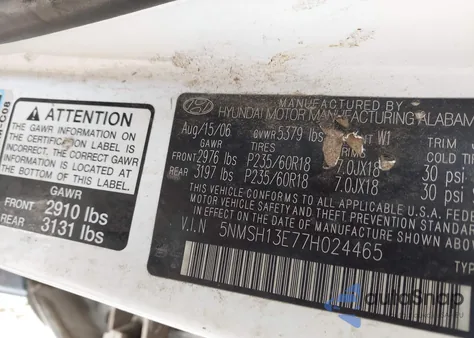 R-C08
ATTENTION
THE GAWR INFORMATION
ON THE CERTIFICATION LABEL
IS INCORRECT. THE CORRECT
GAWR INFORMATION IS LOCATED AT
THE BOTTOM OF THIS LABEL.
GAWR
FRONT 2910 lbs
REAR 3131 lbs
MANUFACTURED BY
HYUNDAI MOTOR MANUFACTURING ALABAM
Aug/15/06 GVWR 5379 lbs W1
GAWR TIRES RIMS COLD TI
FRONT 2976 lbs P235/60R18 7.0JX18 30 psi
REAR 3197 lbs P235/60R18 7.0JX18 30 psi
THIS VEHICLE CONFORMS TO ALL APPLICABLE U.S.A. FEDE
MOTOR VEHICLE SAFETY AND THEFT PREVENTION STANDAR
IN EFFECT ON THE DATE OF MANUFACTURE SHOWN ABOVE
V.I.N 5NMSH13E77H024465
TYPE
autoSnap